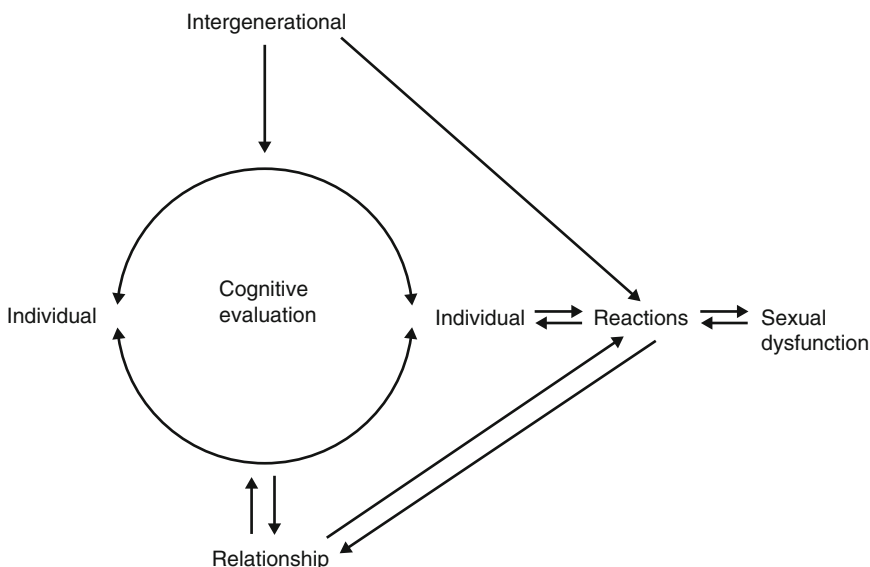 Intergenerational
Cognitive
evaluation
Individual
Individual
Reactions
Sexual
dysfunction
Relationship